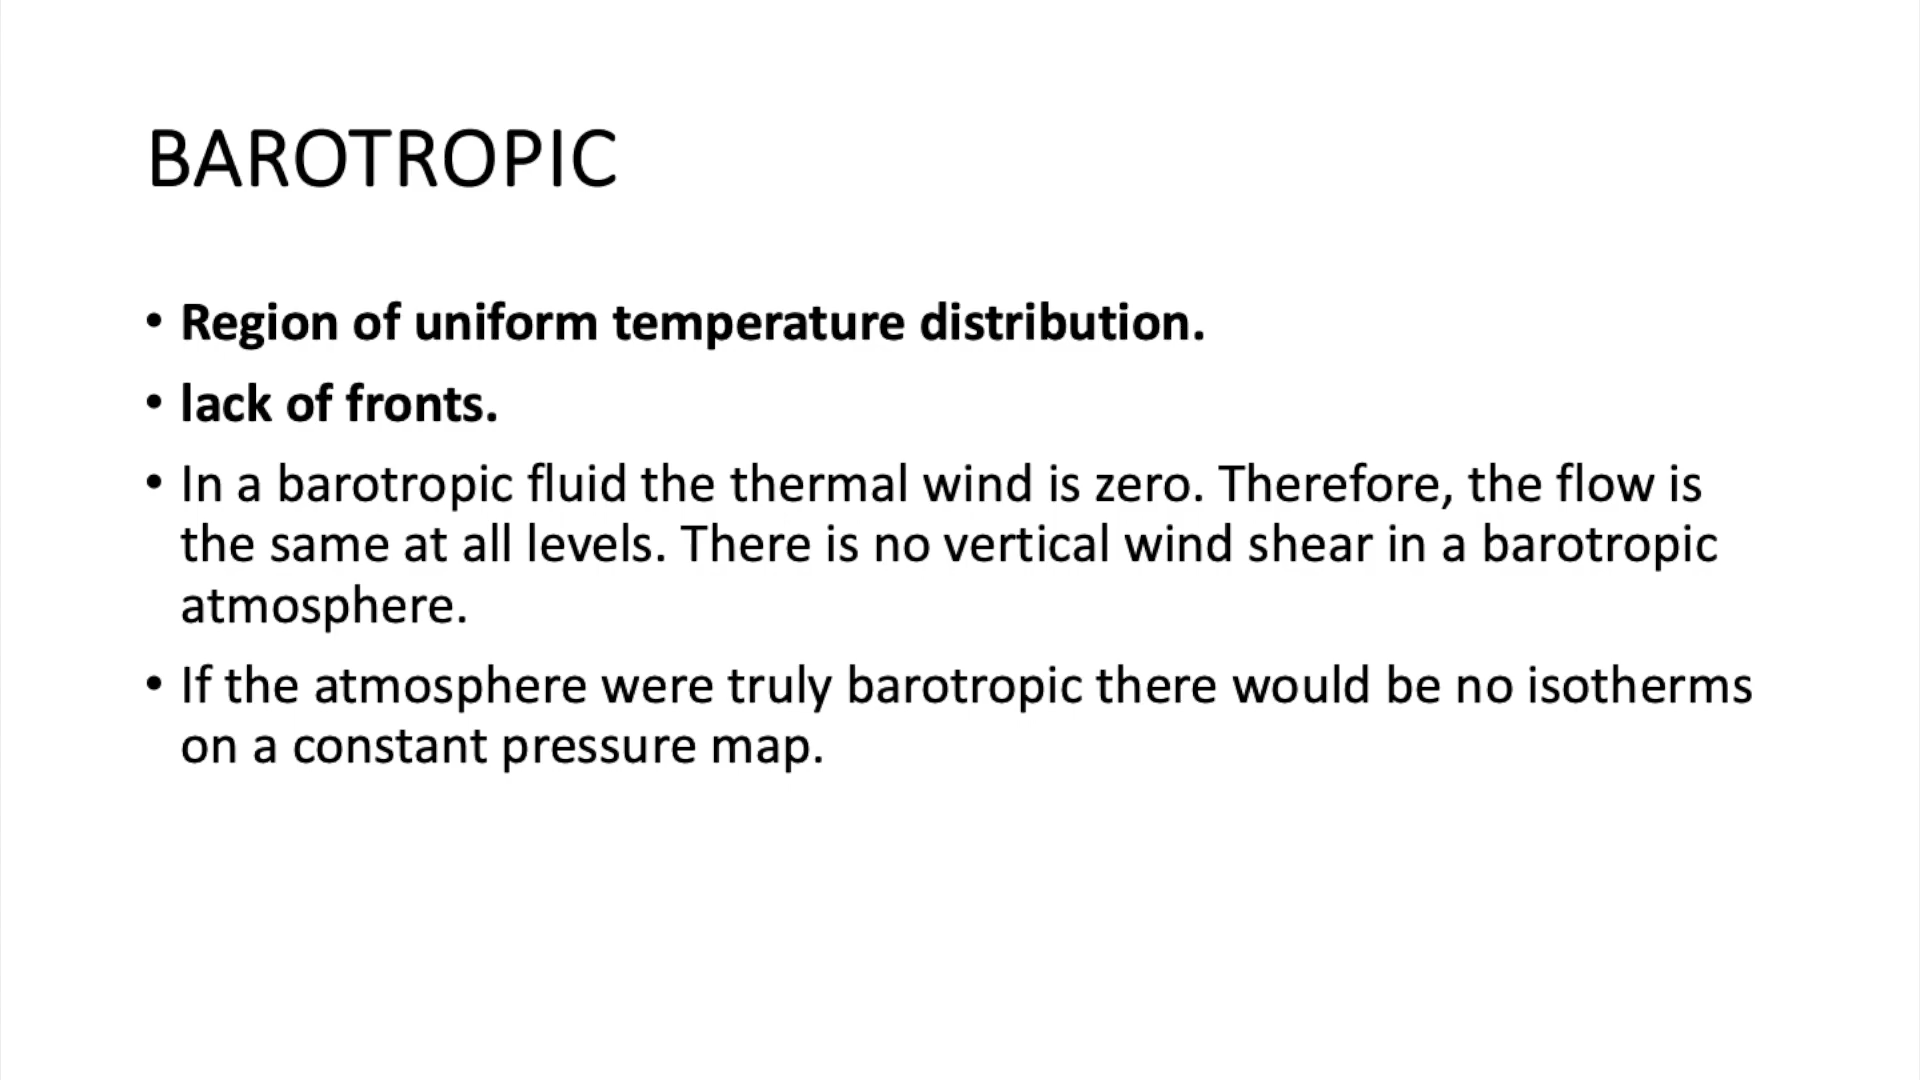 BAROTROPIC
• Region of uniform temperature distribution.
• lack of fronts.
• In a barotropic fluid the thermal wind is zero. Therefore, the flow is
the same at all levels. There is no vertical wind shear in a barotropic
atmosphere.
• If the atmosphere were truly barotropic there would be no isotherms
on a constant pressure map.